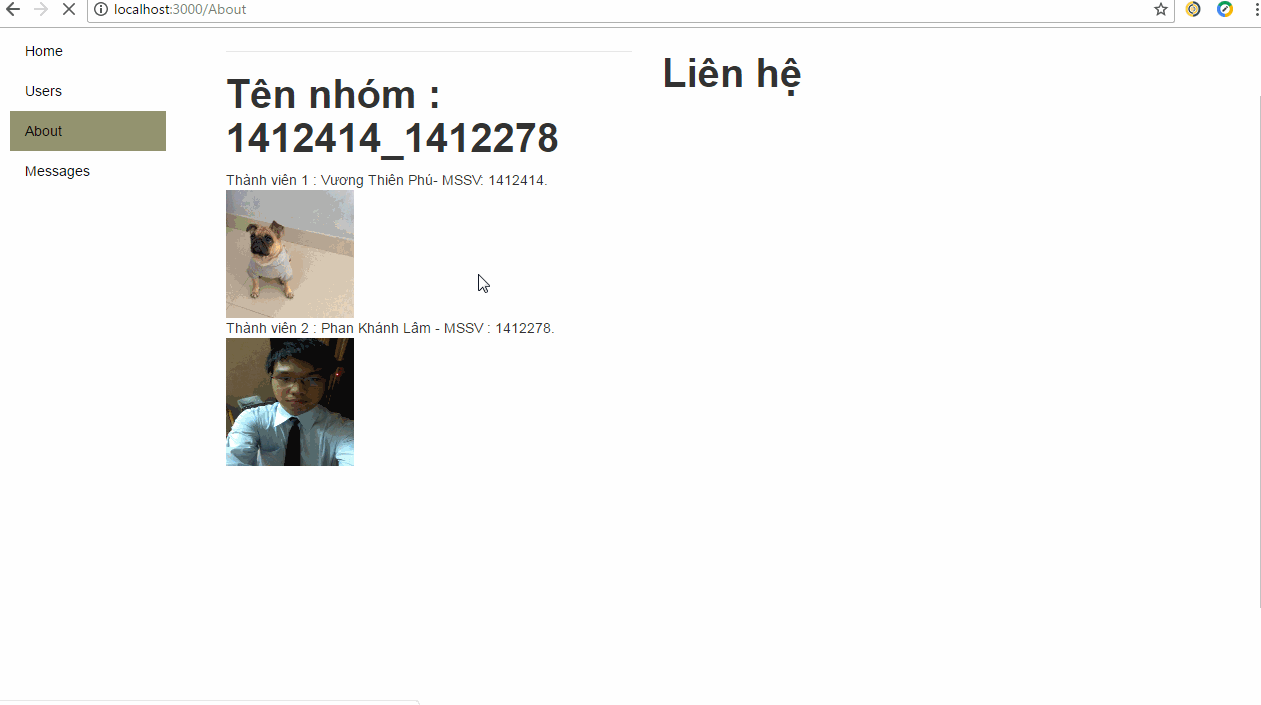 localhost:3000/About
Home
Users
About
Messages
Tên nhóm :
1412414_1412278
Thành viên 1 : Vương Thiên Phú- MSSV: 1412414.
Thành viên 2 : Phan Khánh Lâm - MSSV : 1412278.
Liên hệ